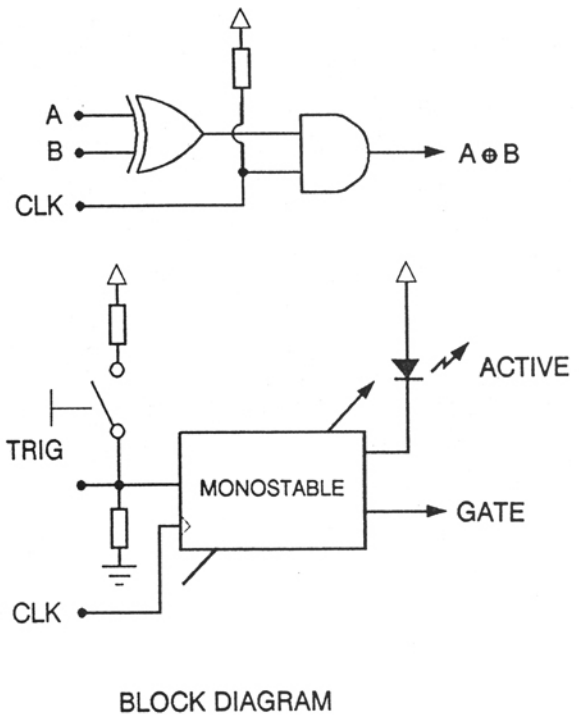 A
B
CLK
A ⊕ B
ACTIVE
TRIG
MONOSTABLE
GATE
CLK
BLOCK DIAGRAM